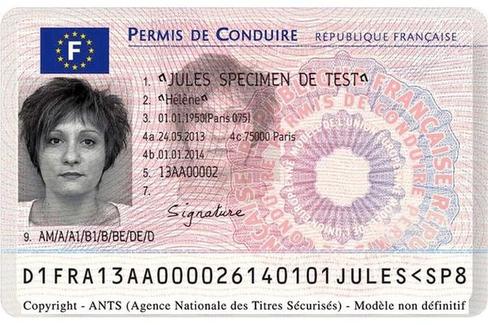 F PERMIS DE CONDUIRE RÉPUBLIQUE FRANÇAISE
1. "JULES SPECIMEN DE TEST"
2. "Hélène"
3. 01.01.1950(Paris 075)
4a 24.05.2013 4c 75000 Paris
4b 01.01.2014
5. 13AA00002
6.
7.
Signature
9. AM/A/A1/B1/B/BE/DE/D
D1FRA13AA000026140101JULES<SP8
Copyright - ANTS (Agence Nationale des Titres Sécurisés) - Modèle non définitif